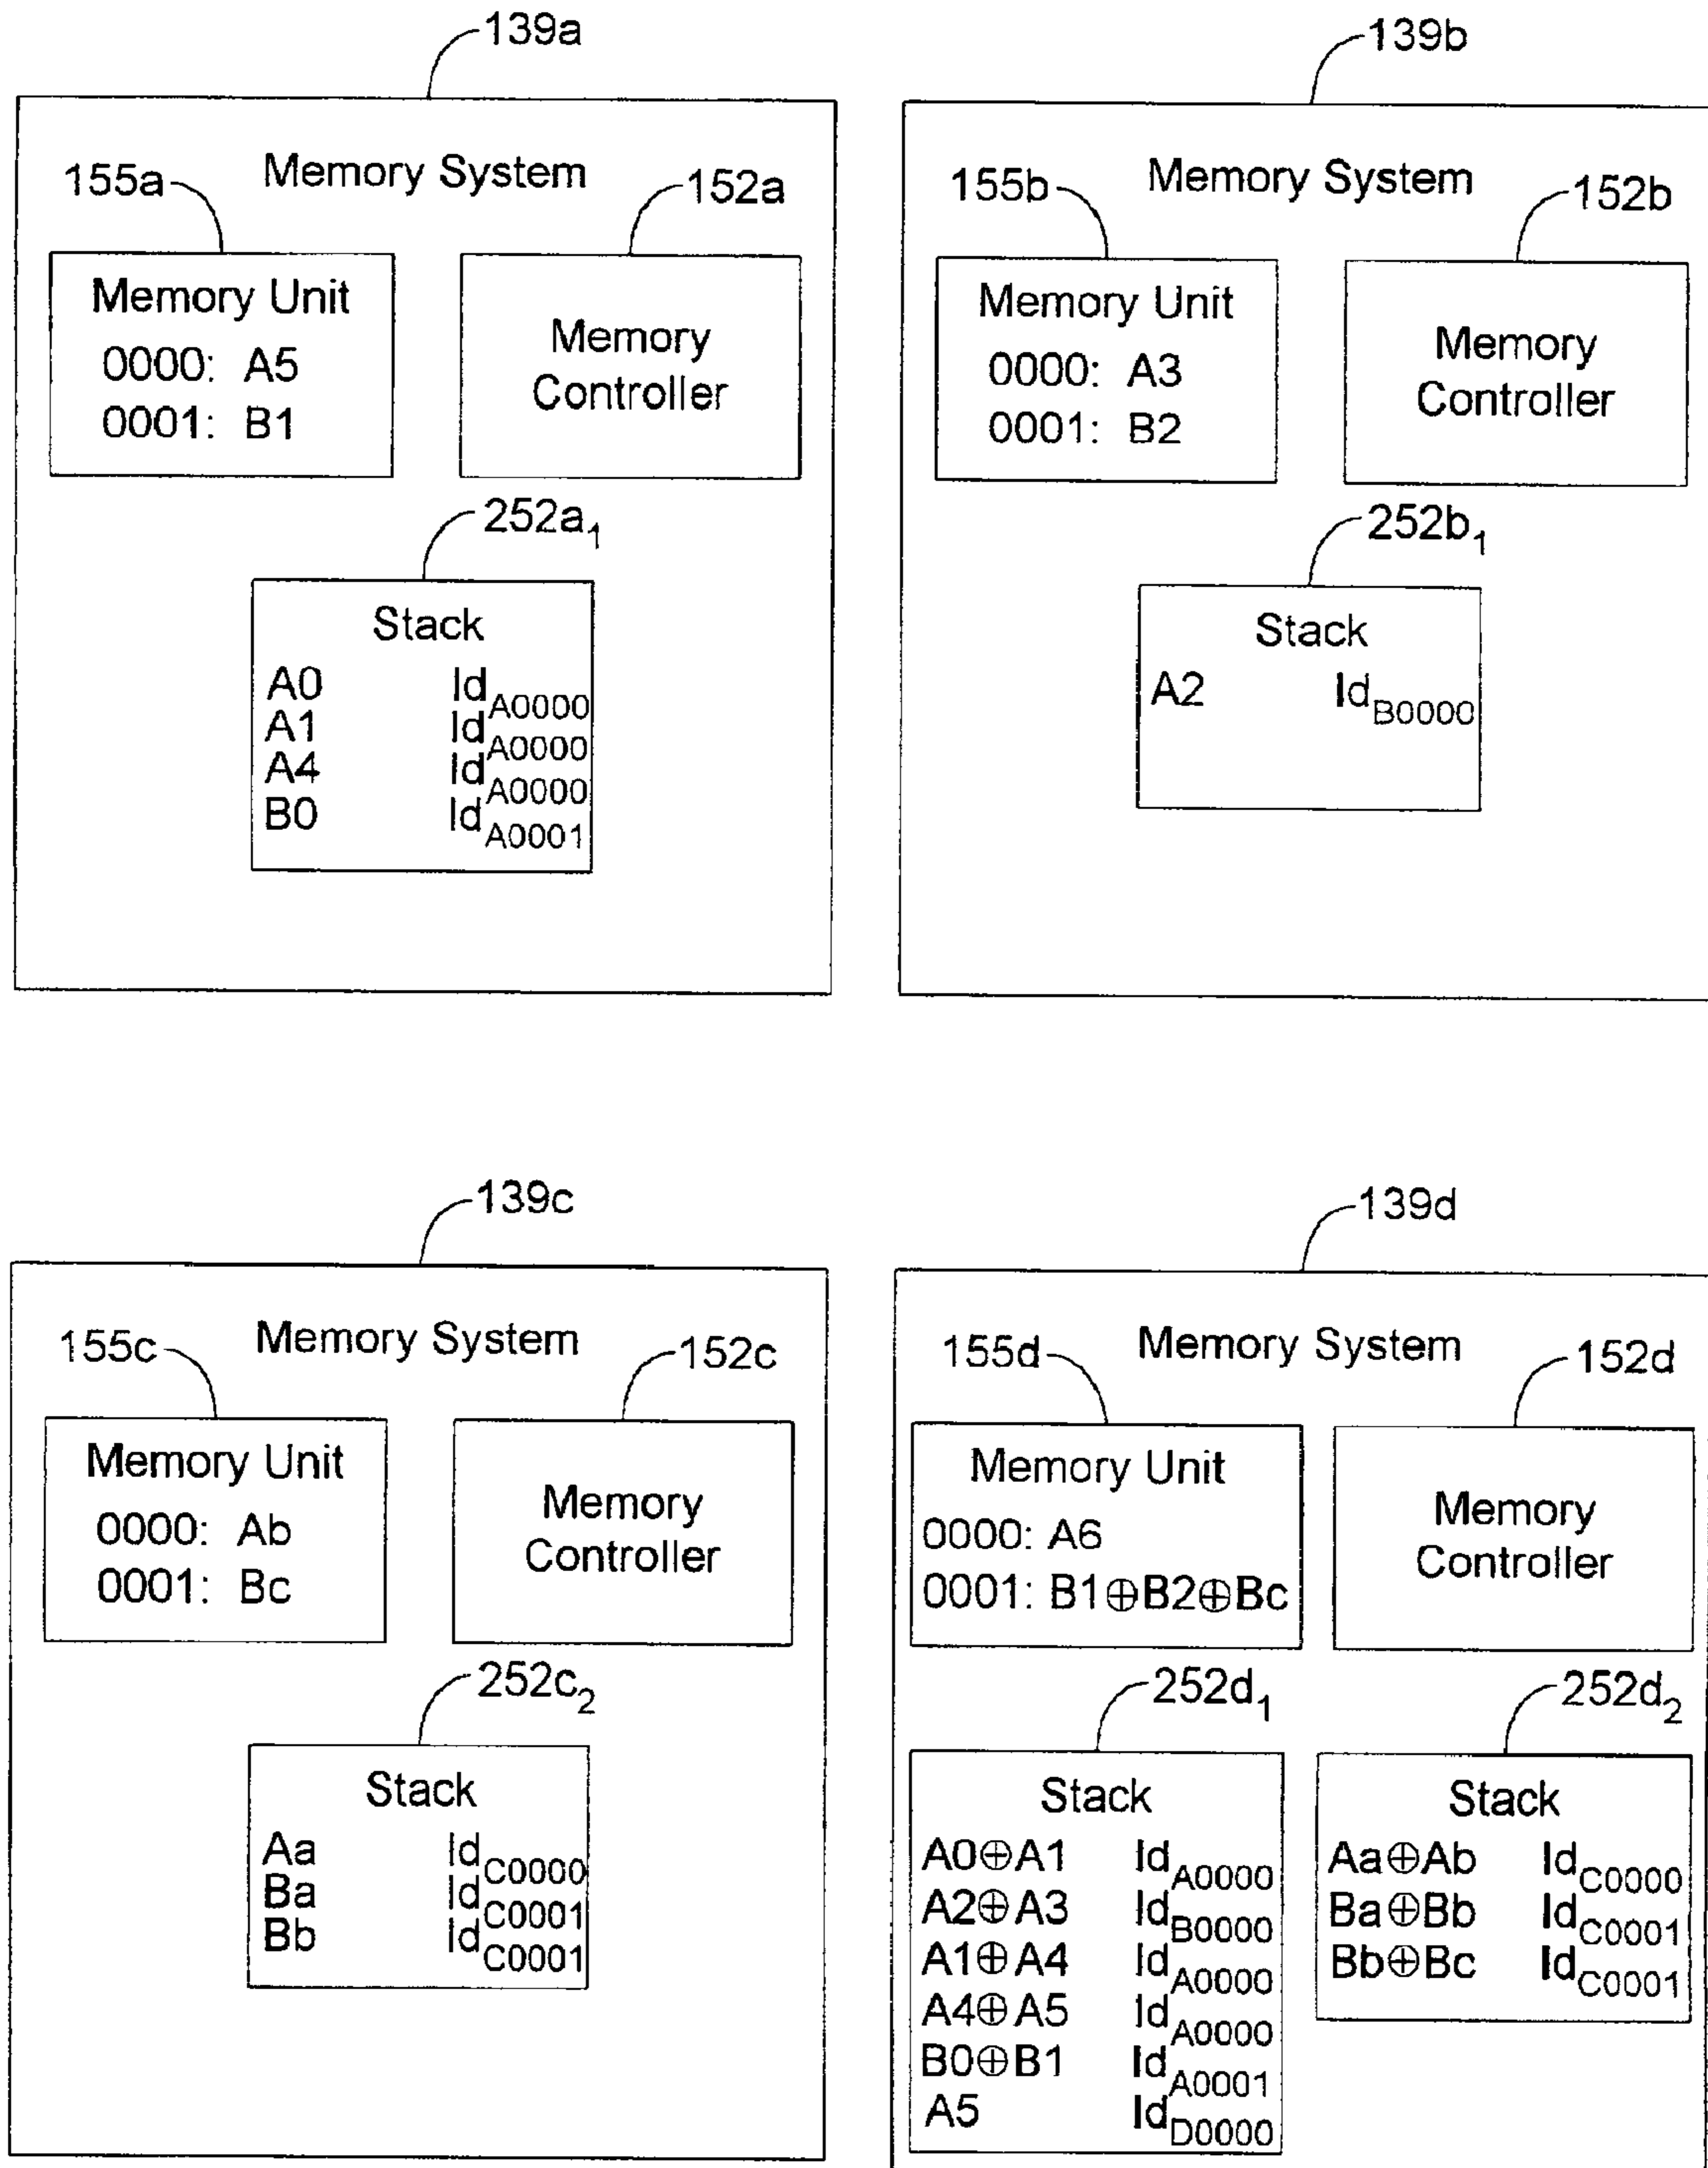 139a
Memory System
155a
152a
Memory Unit
0000: A5
0001: B1
Memory
Controller
252a1
Stack
A0 IdA0000
A1 IdA0000
A4 IdA0000
B0 IdA0001
139b
Memory System
155b
152b
Memory Unit
0000: A3
0001: B2
Memory
Controller
252b1
Stack
A2 IdB0000
139c
Memory System
155c
152c
Memory Unit
0000: Ab
0001: Bc
Memory
Controller
252c2
Stack
Aa IdC0000
Ba IdC0001
Bb IdC0001
139d
Memory System
155d
152d
Memory Unit
0000: A6
0001: B1⊕B2⊕Bc
Memory
Controller
252d1
Stack
A0⊕A1 IdA0000
A2⊕A3 IdB0000
A1⊕A4 IdA0000
A4⊕A5 IdA0000
B0⊕B1 IdA0001
A5 IdD0000
252d2
Stack
Aa⊕Ab IdC0000
Ba⊕Bb IdC0001
Bb⊕Bc IdC0001